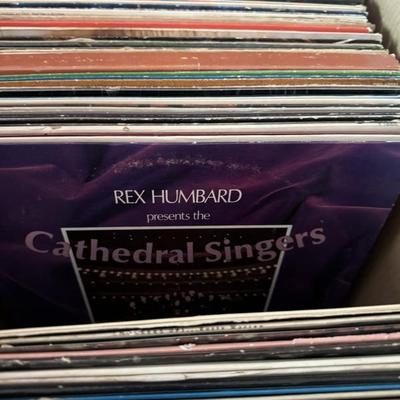 REX HUMBARD
presents the
Cathedral Singers